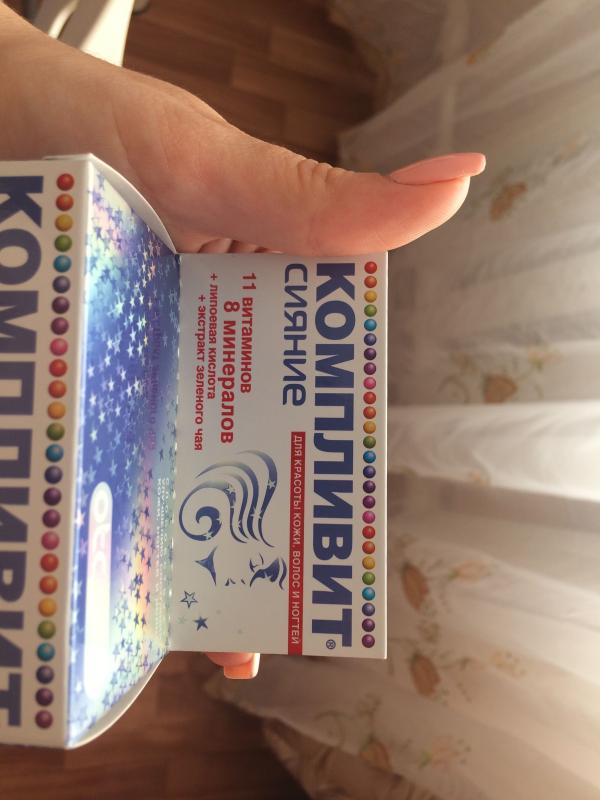 КОМПЛИВИТ®
сияние
ДЛЯ КРАСОТЫ КОЖИ, ВОЛОС И НОГТЕЙ
11 витаминов
8 минералов
+ липоевая кислота
+ экстракт зеленого чая
КОМПЛИВИТ